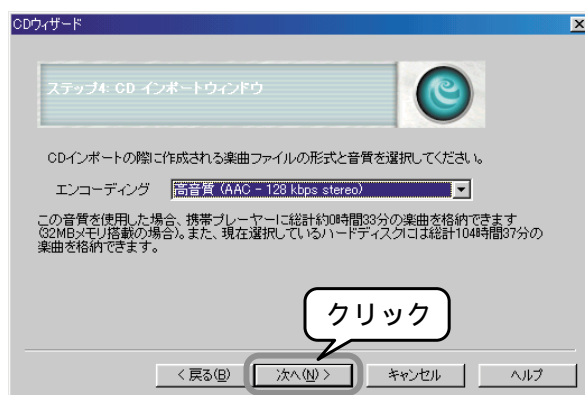 CDウィザード
ステップ4: CD インポートウィンドウ
CDインポートの際に作成される楽曲ファイルの形式と音質を選択してください。
エンコーディング 高音質 (AAC - 128 kbps stereo)
この音質を使用した場合、携帯プレーヤーに総計約0時間33分の楽曲を格納できます
(32MBメモリ搭載の場合)。また、現在選択しているハードディスクには総計104時間37分の
楽曲を格納できます。
クリック
< 戻る(B) 次へ(N) > キャンセル ヘルプ